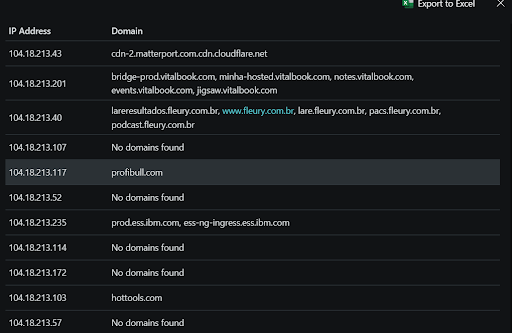 Export to Excel
IP Address Domain
104.18.213.43 cdn-2.matterport.com.cdn.cloudflare.net
104.18.213.201 bridge-prod.vitalbook.com, minha-hosted.vitalbook.com, notes.vitalbook.com,
events.vitalbook.com, jigsaw.vitalbook.com
104.18.213.40 lareresultados.fleury.com.br, www.fleury.com.br, lare.fleury.com.br, pacs.fleury.com.br,
podcast.fleury.com.br
104.18.213.107 No domains found
104.18.213.117 profibull.com
104.18.213.52 No domains found
104.18.213.235 prod.ess.ibm.com, ess-ng-ingress.ess.ibm.com
104.18.213.114 No domains found
104.18.213.172 No domains found
104.18.213.103 hottools.com
104.18.213.57 No domains found